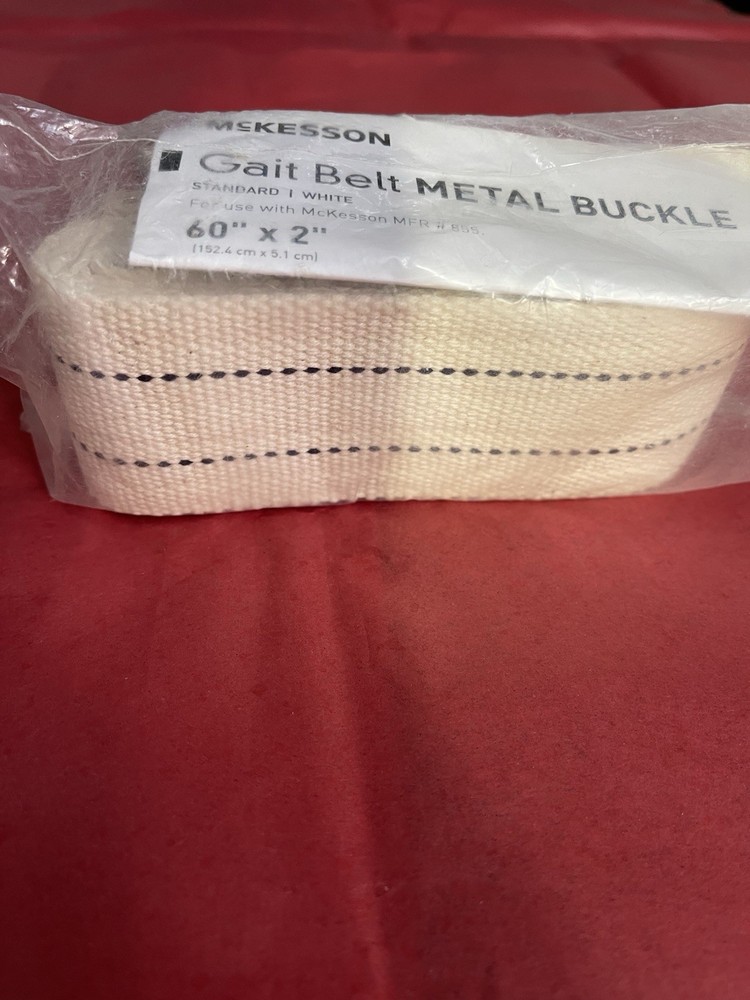 McKESSON
Gait Belt METAL BUCKLE
STANDARD | WHITE
For use with McKesson MFR # 855.
60" x 2"
(152.4 cm x 5.1 cm)